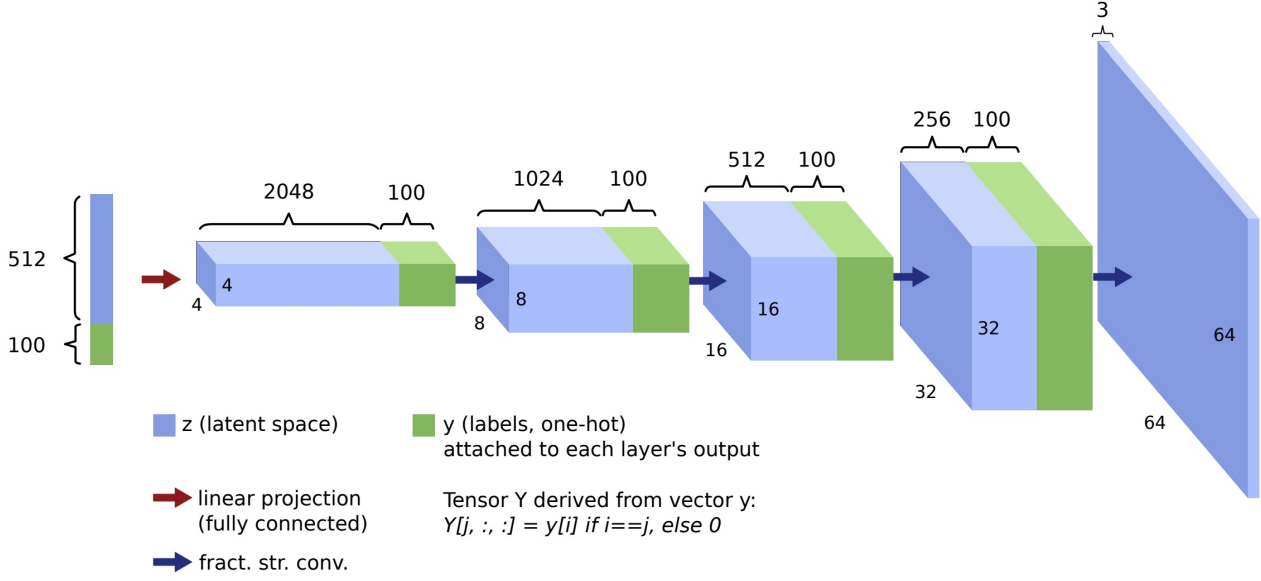 3
256 100
512 100
1024 100
2048 100
512
100
4
4
8
8
16
16
32
32
64
64
z (latent space)
y (labels, one-hot)
attached to each layer's output
linear projection
(fully connected)
Tensor Y derived from vector y:
Y[j, :, :] = y[i] if i==j, else 0
fract. str. conv.